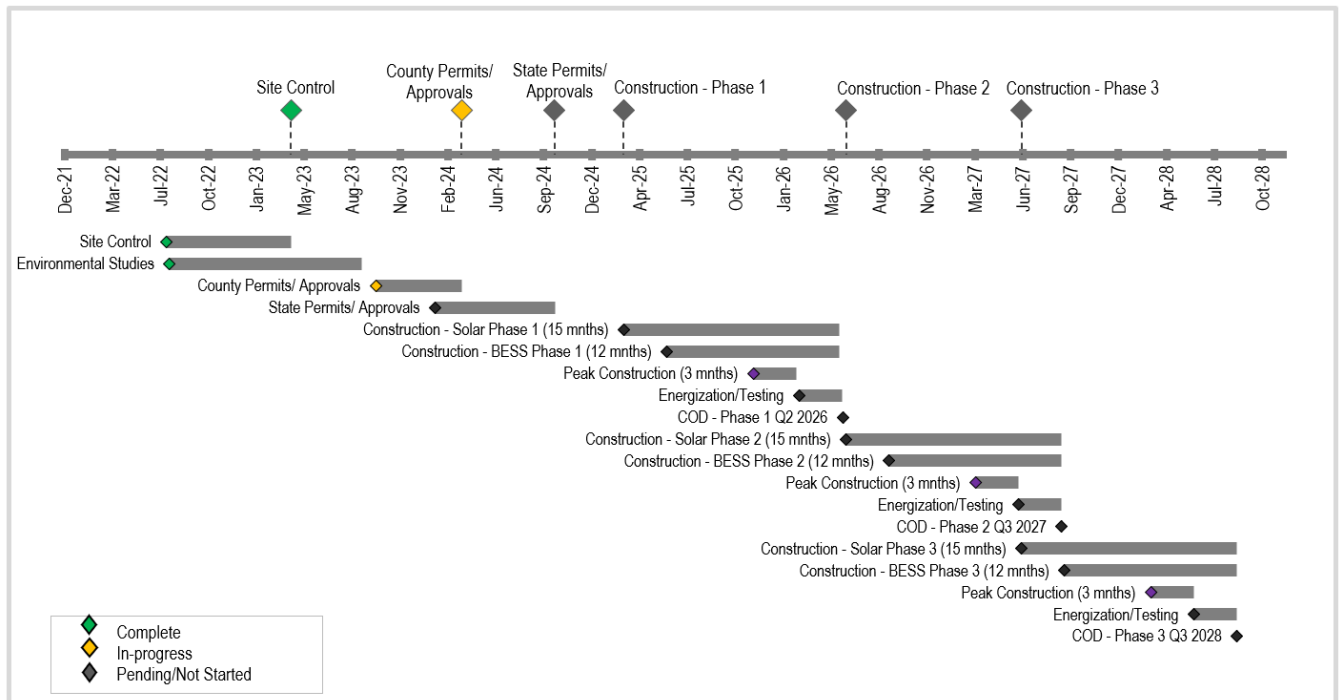 Site Control
County Permits/
Approvals
State Permits/
Approvals
Construction - Phase 1
Construction - Phase 2
Construction - Phase 3
Dec-21
Mar-22
Jul-22
Oct-22
Jan-23
May-23
Aug-23
Nov-23
Feb-24
Jun-24
Sep-24
Dec-24
Apr-25
Jul-25
Oct-25
Jan-26
May-26
Aug-26
Nov-26
Mar-27
Jun-27
Sep-27
Dec-27
Apr-28
Jul-28
Oct-28
Site Control
Environmental Studies
County Permits/ Approvals
State Permits/ Approvals
Construction - Solar Phase 1 (15 mnths)
Construction - BESS Phase 1 (12 mnths)
Peak Construction (3 mnths)
Energization/Testing
COD - Phase 1 Q2 2026
Construction - Solar Phase 2 (15 mnths)
Construction - BESS Phase 2 (12 mnths)
Peak Construction (3 mnths)
Energization/Testing
COD - Phase 2 Q3 2027
Construction - Solar Phase 3 (15 mnths)
Construction - BESS Phase 3 (12 mnths)
Peak Construction (3 mnths)
Energization/Testing
COD - Phase 3 Q3 2028
Complete
In-progress
Pending/Not Started